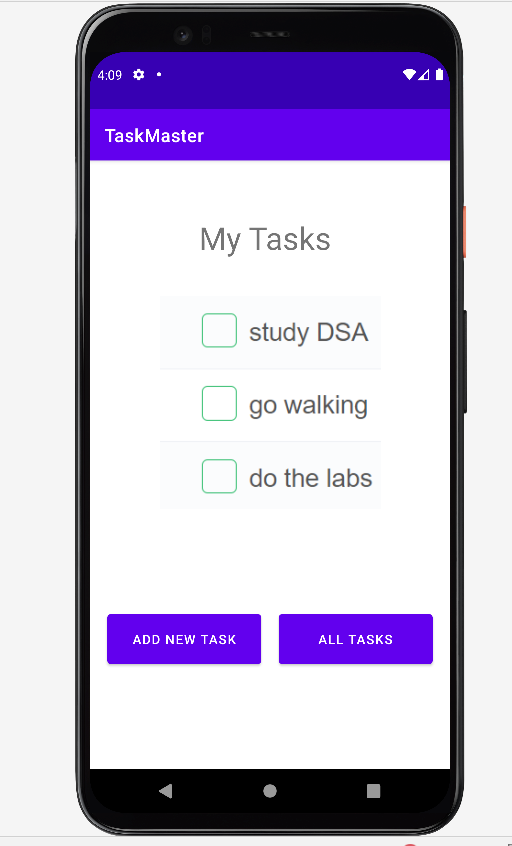 4:09
TaskMaster
My Tasks
study DSA
go walking
do the labs
ADD NEW TASK ALL TASKS